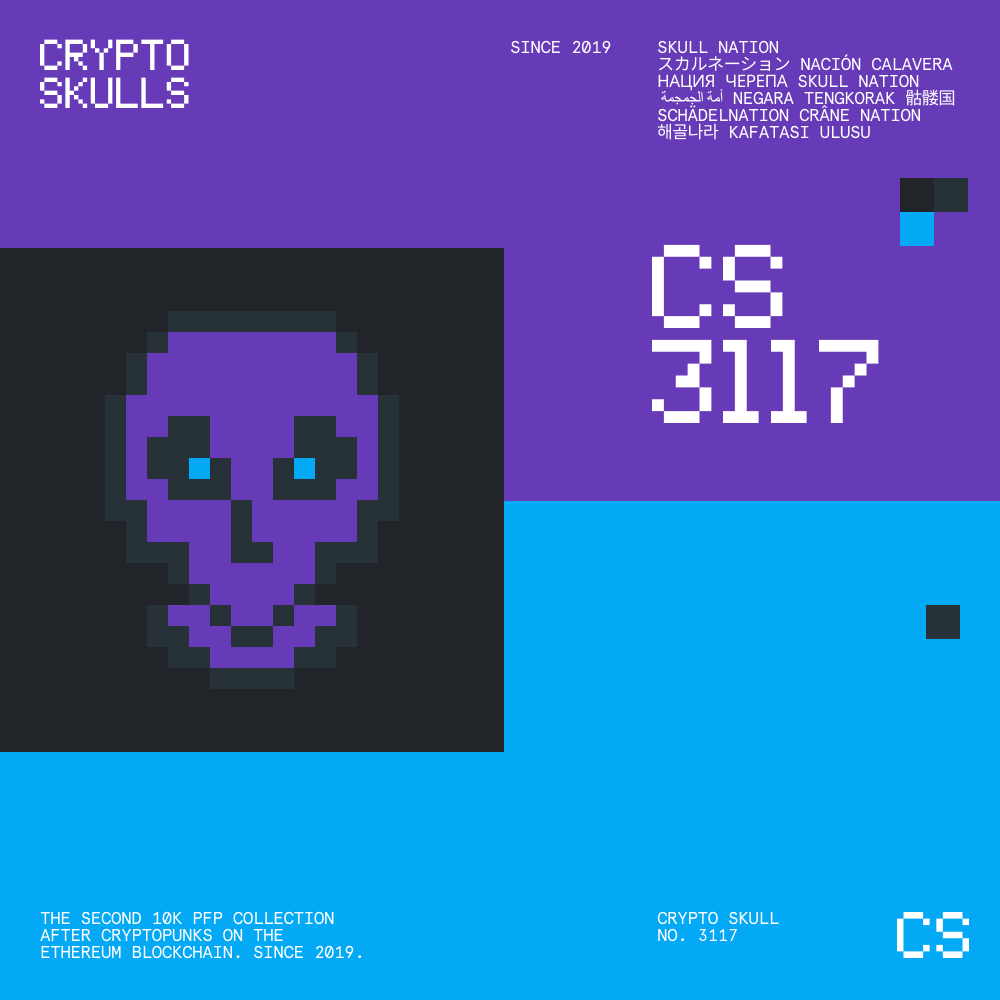 CRYPTO
SKULLS
SINCE 2019
SKULL NATION
スカルネーション NACIÓN CALAVERA
НАЦИЯ ЧЕРЕПА SKULL NATION
أمة الجمجمة NEGARA TENGKORAK 骷髅国
SCHÄDELNATION CRÂNE NATION
해골나라 KAFATASI ULUSU
CS
3117
THE SECOND 10K PFP COLLECTION
AFTER CRYPTOPUNKS ON THE
ETHEREUM BLOCKCHAIN. SINCE 2019.
CRYPTO SKULL
NO. 3117
CS